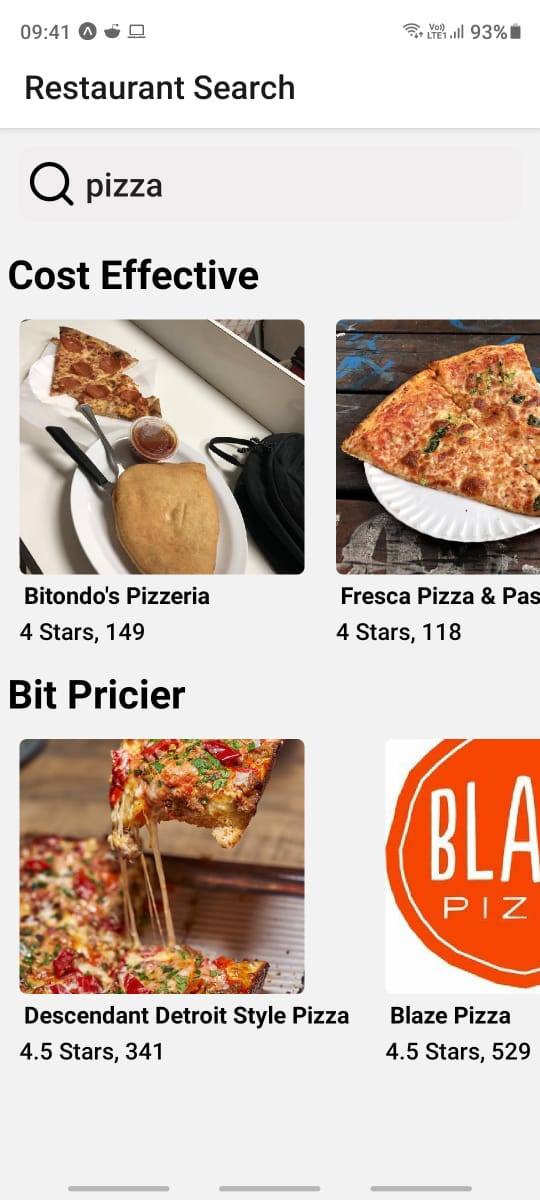 09:41
Vo)) LTE1 93%
Restaurant Search
pizza
Cost Effective
Bitondo's Pizzeria
4 Stars, 149
Fresca Pizza & Pas
4 Stars, 118
Bit Pricier
BLA
PIZ
Descendant Detroit Style Pizza
4.5 Stars, 341
Blaze Pizza
4.5 Stars, 529